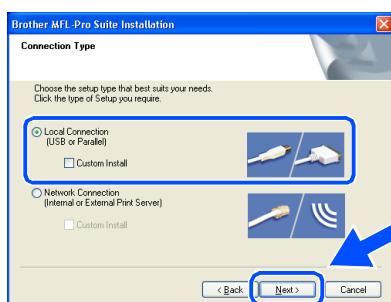 Brother MFL-Pro Suite Installation
Connection Type
Choose the setup type that best suits your needs.
Click the type of Setup you require.
Local Connection
(USB or Parallel)
Custom Install
Network Connection
(Internal or External Print Server)
Custom Install
< Back
Next >
Cancel